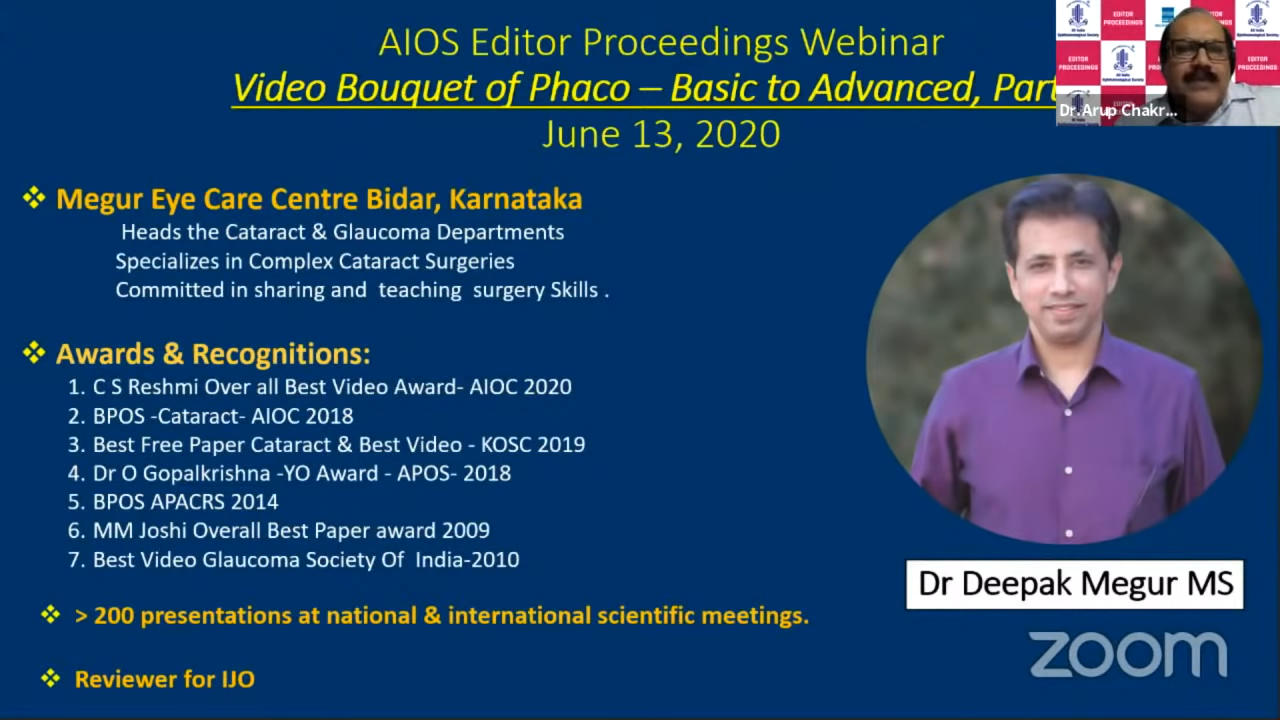 AIOS Editor Proceedings Webinar
Video Bouquet of Phaco – Basic to Advanced, Part
June 13, 2020
EDITOR PROCEEDINGS
All India Ophthalmological Society
Dr.Arup Chakr...
❖ Megur Eye Care Centre Bidar, Karnataka
Heads the Cataract & Glaucoma Departments
Specializes in Complex Cataract Surgeries
Committed in sharing and teaching surgery Skills .
❖ Awards & Recognitions:
1. C S Reshmi Over all Best Video Award- AIOC 2020
2. BPOS -Cataract- AIOC 2018
3. Best Free Paper Cataract & Best Video - KOSC 2019
4. Dr O Gopalkrishna -YO Award - APOS- 2018
5. BPOS APACRS 2014
6. MM Joshi Overall Best Paper award 2009
7. Best Video Glaucoma Society Of India-2010
❖ > 200 presentations at national & international scientific meetings.
❖ Reviewer for IJO
Dr Deepak Megur MS
zoom